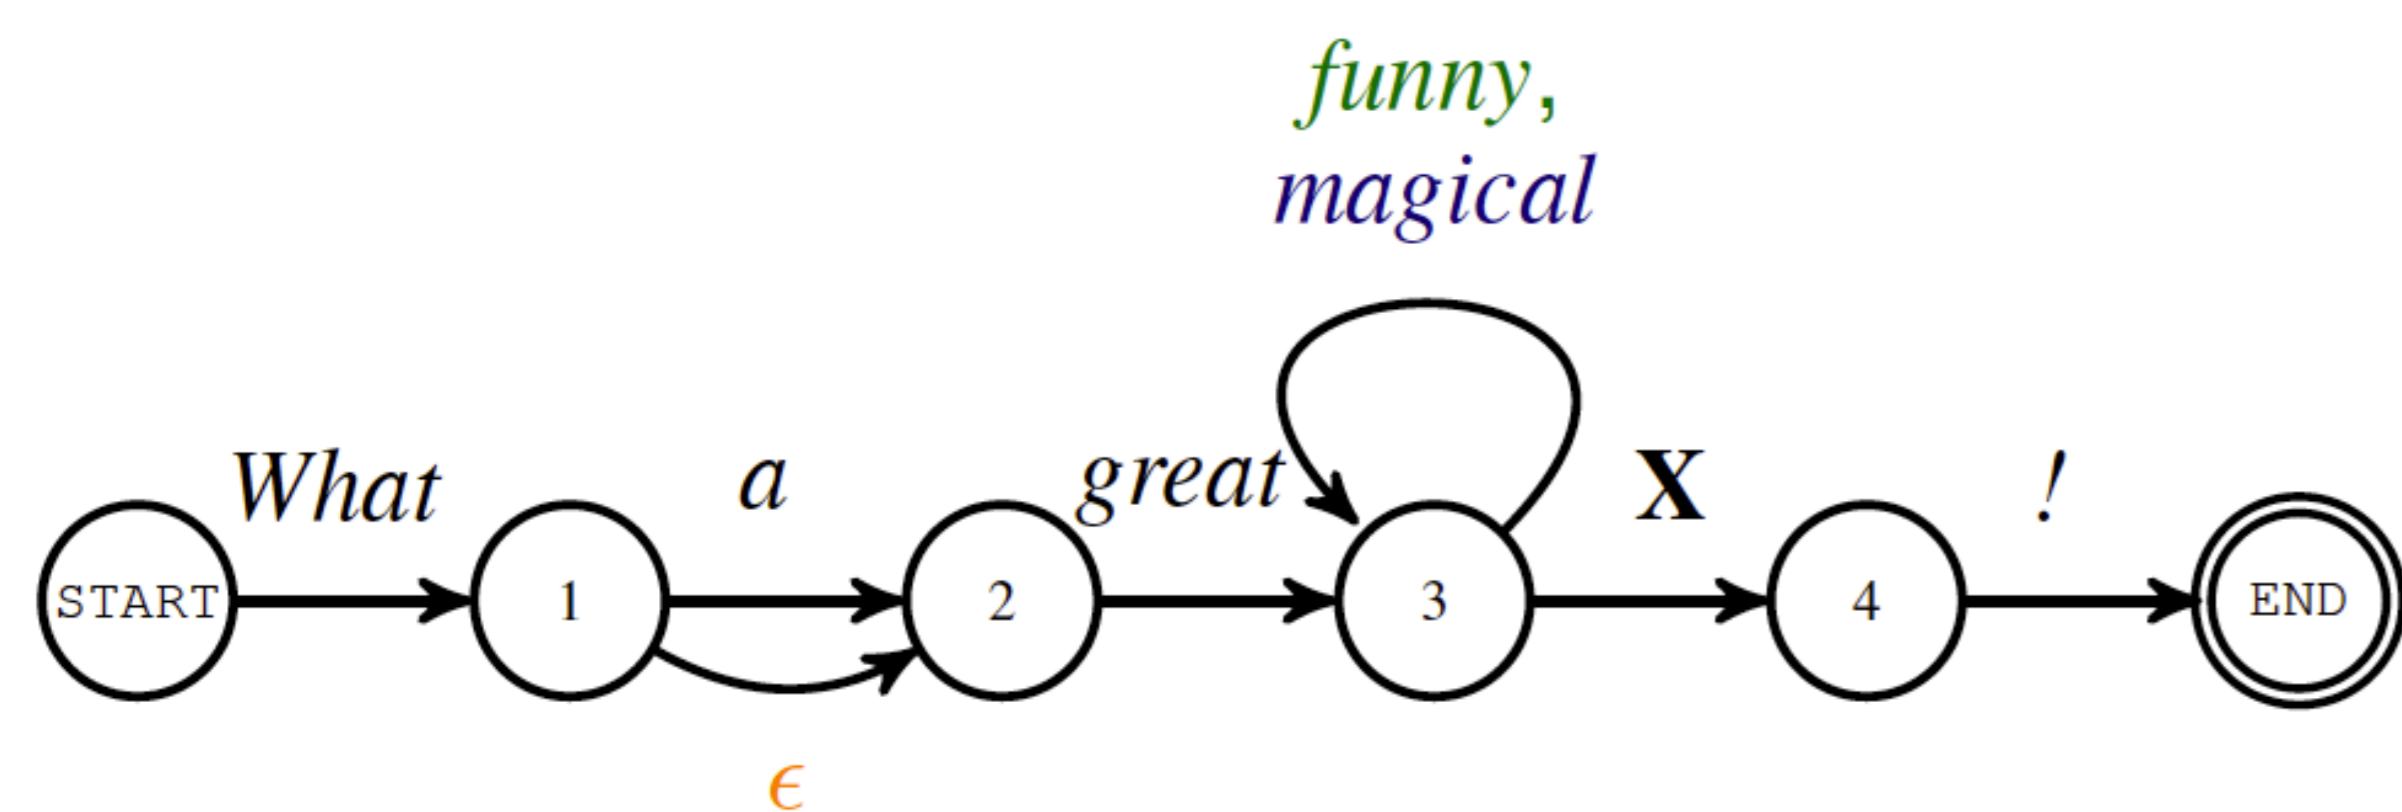 funny,
magical
What a great X !
START 1 2 3 4 END
ϵ